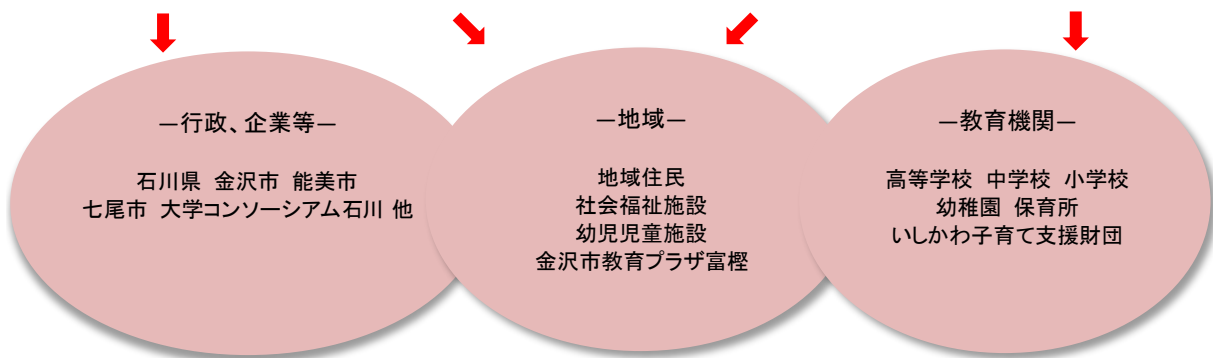 ―行政、企業等―
石川県 金沢市 能美市
七尾市 大学コンソーシアム石川 他
―地域―
地域住民
社会福祉施設
幼児児童施設
金沢市教育プラザ富樫
―教育機関―
高等学校 中学校 小学校
幼稚園 保育所
いしかわ子育て支援財団